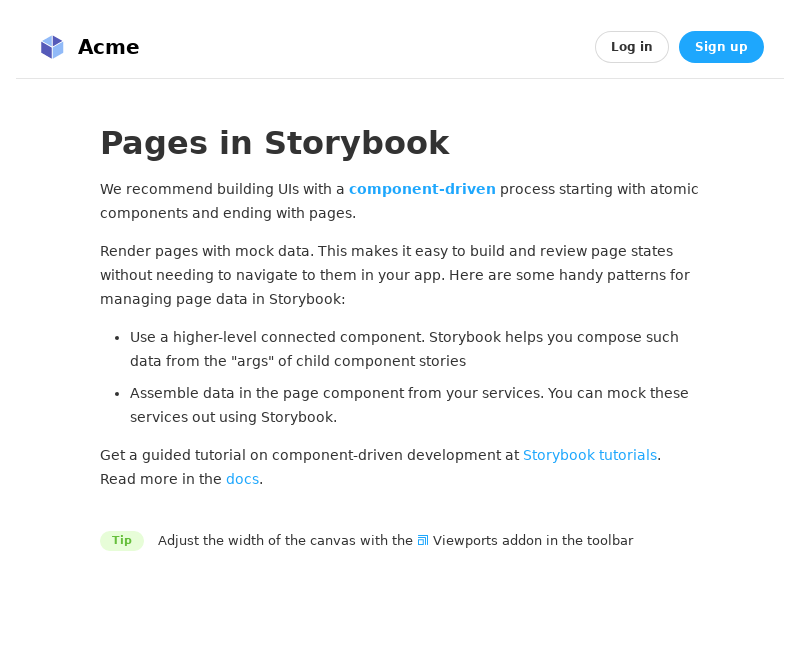 Acme
Log in
Sign up
Pages in Storybook
We recommend building UIs with a component-driven process starting with atomic
components and ending with pages.
Render pages with mock data. This makes it easy to build and review page states
without needing to navigate to them in your app. Here are some handy patterns for
managing page data in Storybook:
• Use a higher-level connected component. Storybook helps you compose such
data from the "args" of child component stories
• Assemble data in the page component from your services. You can mock these
services out using Storybook.
Get a guided tutorial on component-driven development at Storybook tutorials.
Read more in the docs.
Tip Adjust the width of the canvas with the Viewports addon in the toolbar